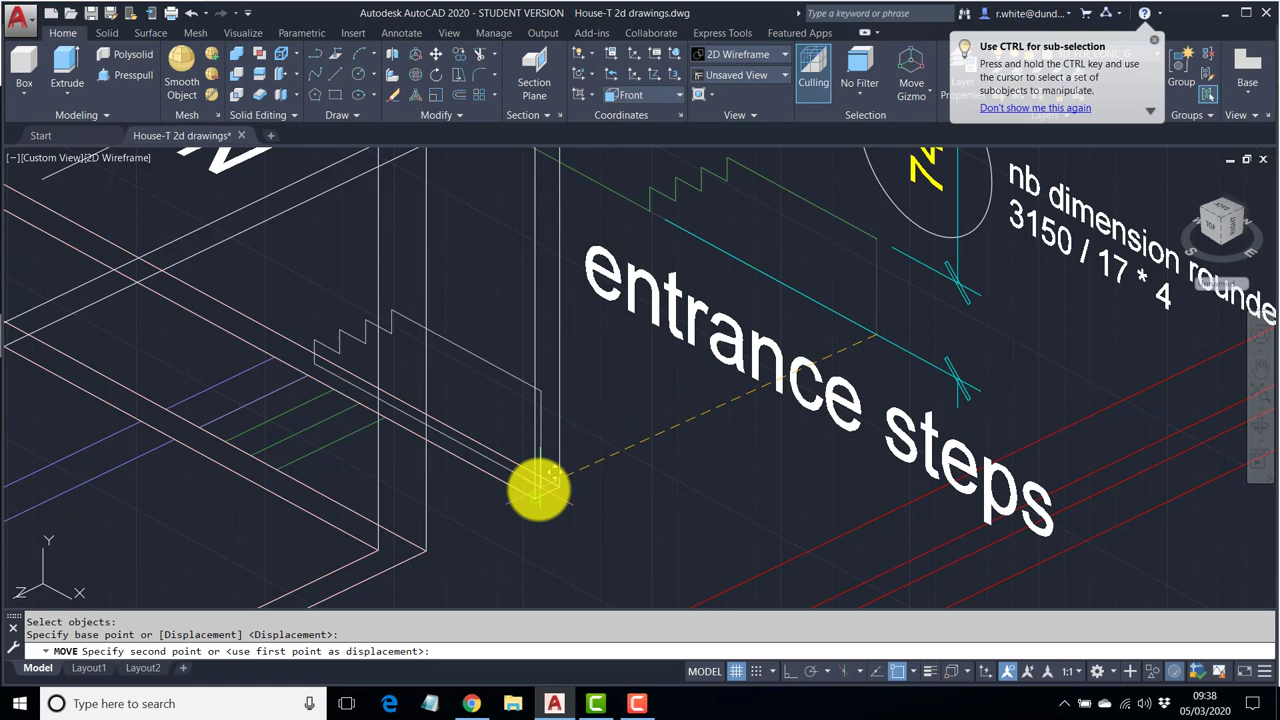 Autodesk AutoCAD 2020 - STUDENT VERSION House-T 2d drawings.dwg
Type a keyword or phrase
r.white@dund...
Home Solid Surface Mesh Visualize Parametric Insert Annotate View Manage Output Add-ins Collaborate Express Tools Featured Apps
Box
Extrude
Polysolid
Presspull
Smooth Object
Section Plane
2D Wireframe
Unsaved View
Front
Culling
No Filter
Move Gizmo
Group
Base
Modeling Mesh Solid Editing Draw Modify Section Coordinates View Selection Layers Groups View
Use CTRL for sub-selection
Press and hold the CTRL key and use
the cursor to select a set of
subobjects to manipulate.
Don't show me this again
Start House-T 2d drawings*
[−][Custom View][2D Wireframe]
nb dimension rounde
3150 / 17 * 4
entrance steps
TOP
S
E
Unnamed
Y
Z
X
Select objects:
Specify base point or [Displacement] <Displacement>:
MOVE Specify second point or <use first point as displacement>:
Model Layout1 Layout2
MODEL
1:1
Type here to search
09:38
05/03/2020